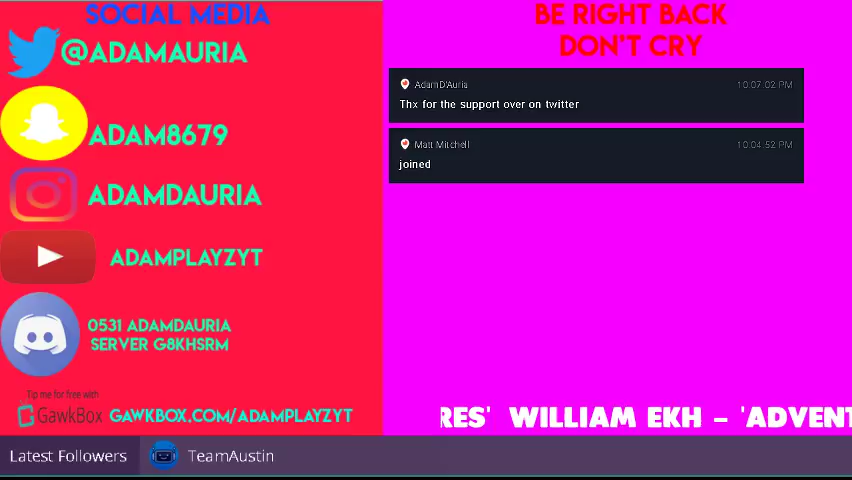 SOCIAL MEDIA
@ADAMAURIA
ADAM8679
ADAMDAURIA
ADAMPLAYZYT
0531 ADAMDAURIA
SERVER G8KHSRM
Tip me for free with
GawkBox GAWKBOX.COM/ADAMPLAYZYT
BE RIGHT BACK
DON'T CRY
AdamD'Auria 10:07:02 PM
Thx for the support over on twitter
Matt Mitchell 10:04:52 PM
joined
RES' WILLIAM EKH – 'ADVENT
Latest Followers TeamAustin